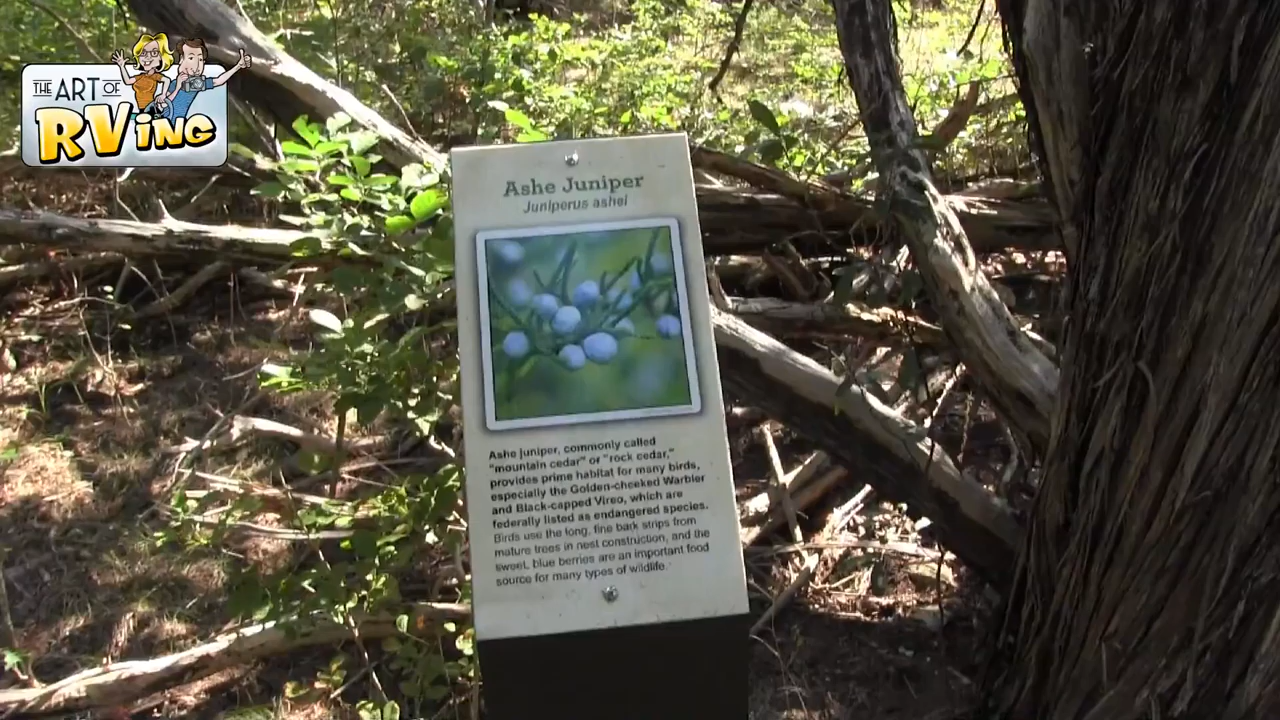 THE ART OF
RVING
Ashe Juniper
Juniperus ashei
Ashe juniper, commonly called
"mountain cedar" or "rock cedar,"
provides prime habitat for many birds,
especially the Golden-cheeked Warbler
and Black-capped Vireo, which are
federally listed as endangered species.
Birds use the long, fine bark strips from
mature trees in nest construction, and the
sweet, blue berries are an important food
source for many types of wildlife.